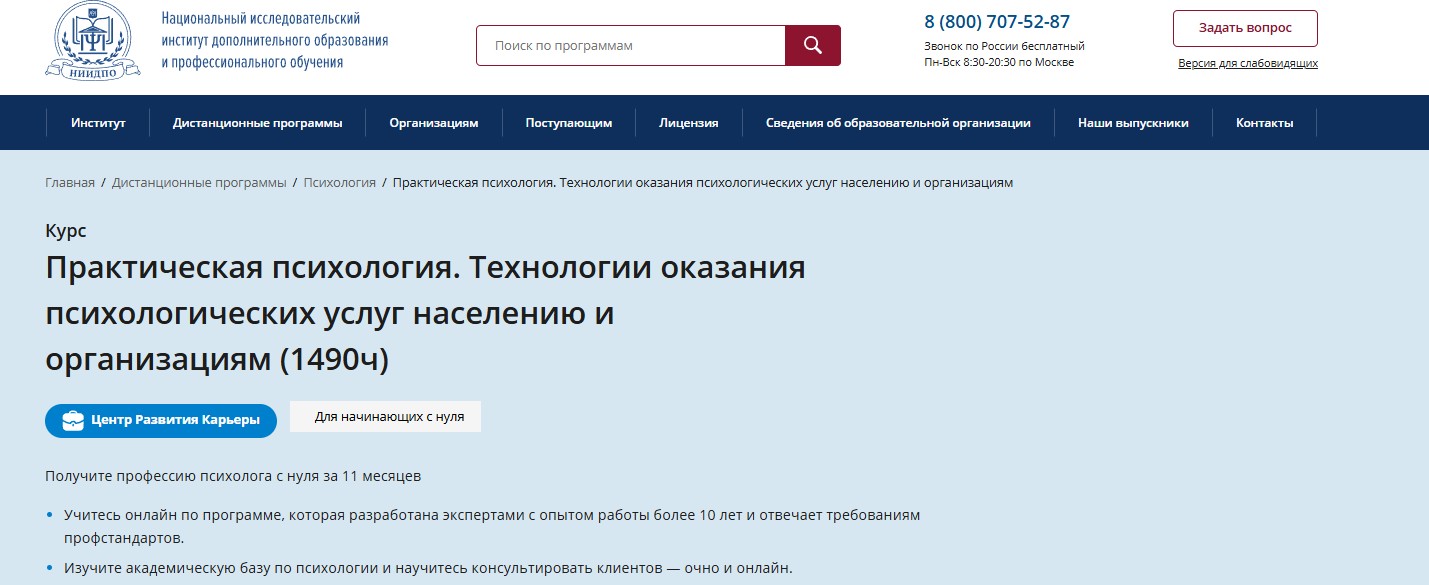 НИИДПО
Национальный исследовательский
институт дополнительного образования
и профессионального обучения
Поиск по программам
8 (800) 707-52-87
Звонок по России бесплатный
Пн-Вск 8:30-20:30 по Москве
Задать вопрос
Версия для слабовидящих
Институт
Дистанционные программы
Организациям
Поступающим
Лицензия
Сведения об образовательной организации
Наши выпускники
Контакты
Главная / Дистанционные программы / Психология / Практическая психология. Технологии оказания психологических услуг населению и организациям
Курс
Практическая психология. Технологии оказания
психологических услуг населению и
организациям (1490ч)
Центр Развития Карьеры
Для начинающих с нуля
Получите профессию психолога с нуля за 11 месяцев
• Учитесь онлайн по программе, которая разработана экспертами с опытом работы более 10 лет и отвечает требованиям
профстандартов.
• Изучите академическую базу по психологии и научитесь консультировать клиентов — очно и онлайн.